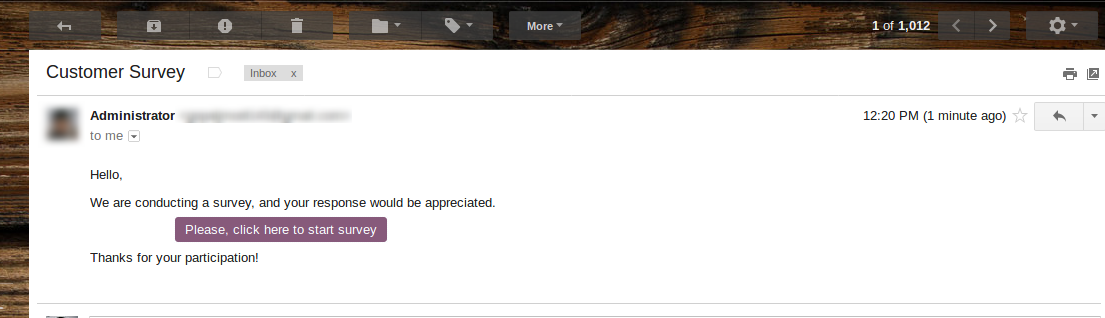 More
1 of 1,012
Customer Survey
Inbox x
Administrator
12:20 PM (1 minute ago)
to me
Hello,
We are conducting a survey, and your response would be appreciated.
Please, click here to start survey
Thanks for your participation!